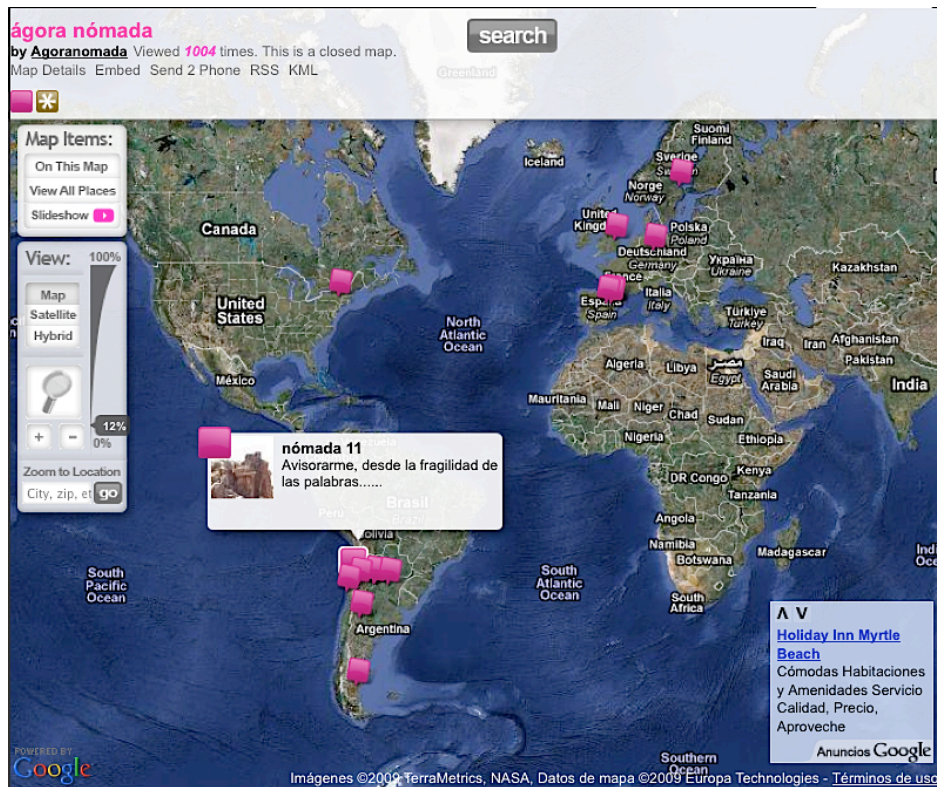 ágora nómada
by Agoranomada Viewed 1004 times. This is a closed map.
Map Details Embed Send 2 Phone RSS KML
search
Greenland
Map Items:
On This Map
View All Places
Slideshow
View:
100%
Map
Satellite
Hybrid
+
-
12%
0%
Zoom to Location
City, zip, et
go
Suomi
Finland
Iceland
Sverige
Norge
Norway
Canada
United
Polska
Poland
Deutschland
Germany
Україна
Ukraine
Kazakhstan
United
States
Italia
Italy
Spain
Türkiye
Turkey
North
Atlantic
Ocean
Iraq
Iran
Afghanistan
Pakistan
Algeria
Libya
مصر
Egypt
Saudi
Arabia
India
México
Mauritania
Mali
Niger
Chad
Sudan
Nigeria
Ethiopia
nómada 11
Avisorarme, desde la fragilidad de
las palabras......
Brasil
Brazil
Perú
DR Congo
Kenya
Tanzania
Angola
Namibia
Botswana
Madagascar
South
Pacific
Ocean
South
Atlantic
Ocean
South
Africa
Argentina
Λ V
Holiday Inn Myrtle
Beach
Cómodas Habitaciones
y Amenidades Servicio
Calidad, Precio,
Aproveche
Anuncios Google
POWERED BY
Google
Southern
Ocean
Imágenes ©2009 TerraMetrics, NASA, Datos de mapa ©2009 Europa Technologies - Términos de uso